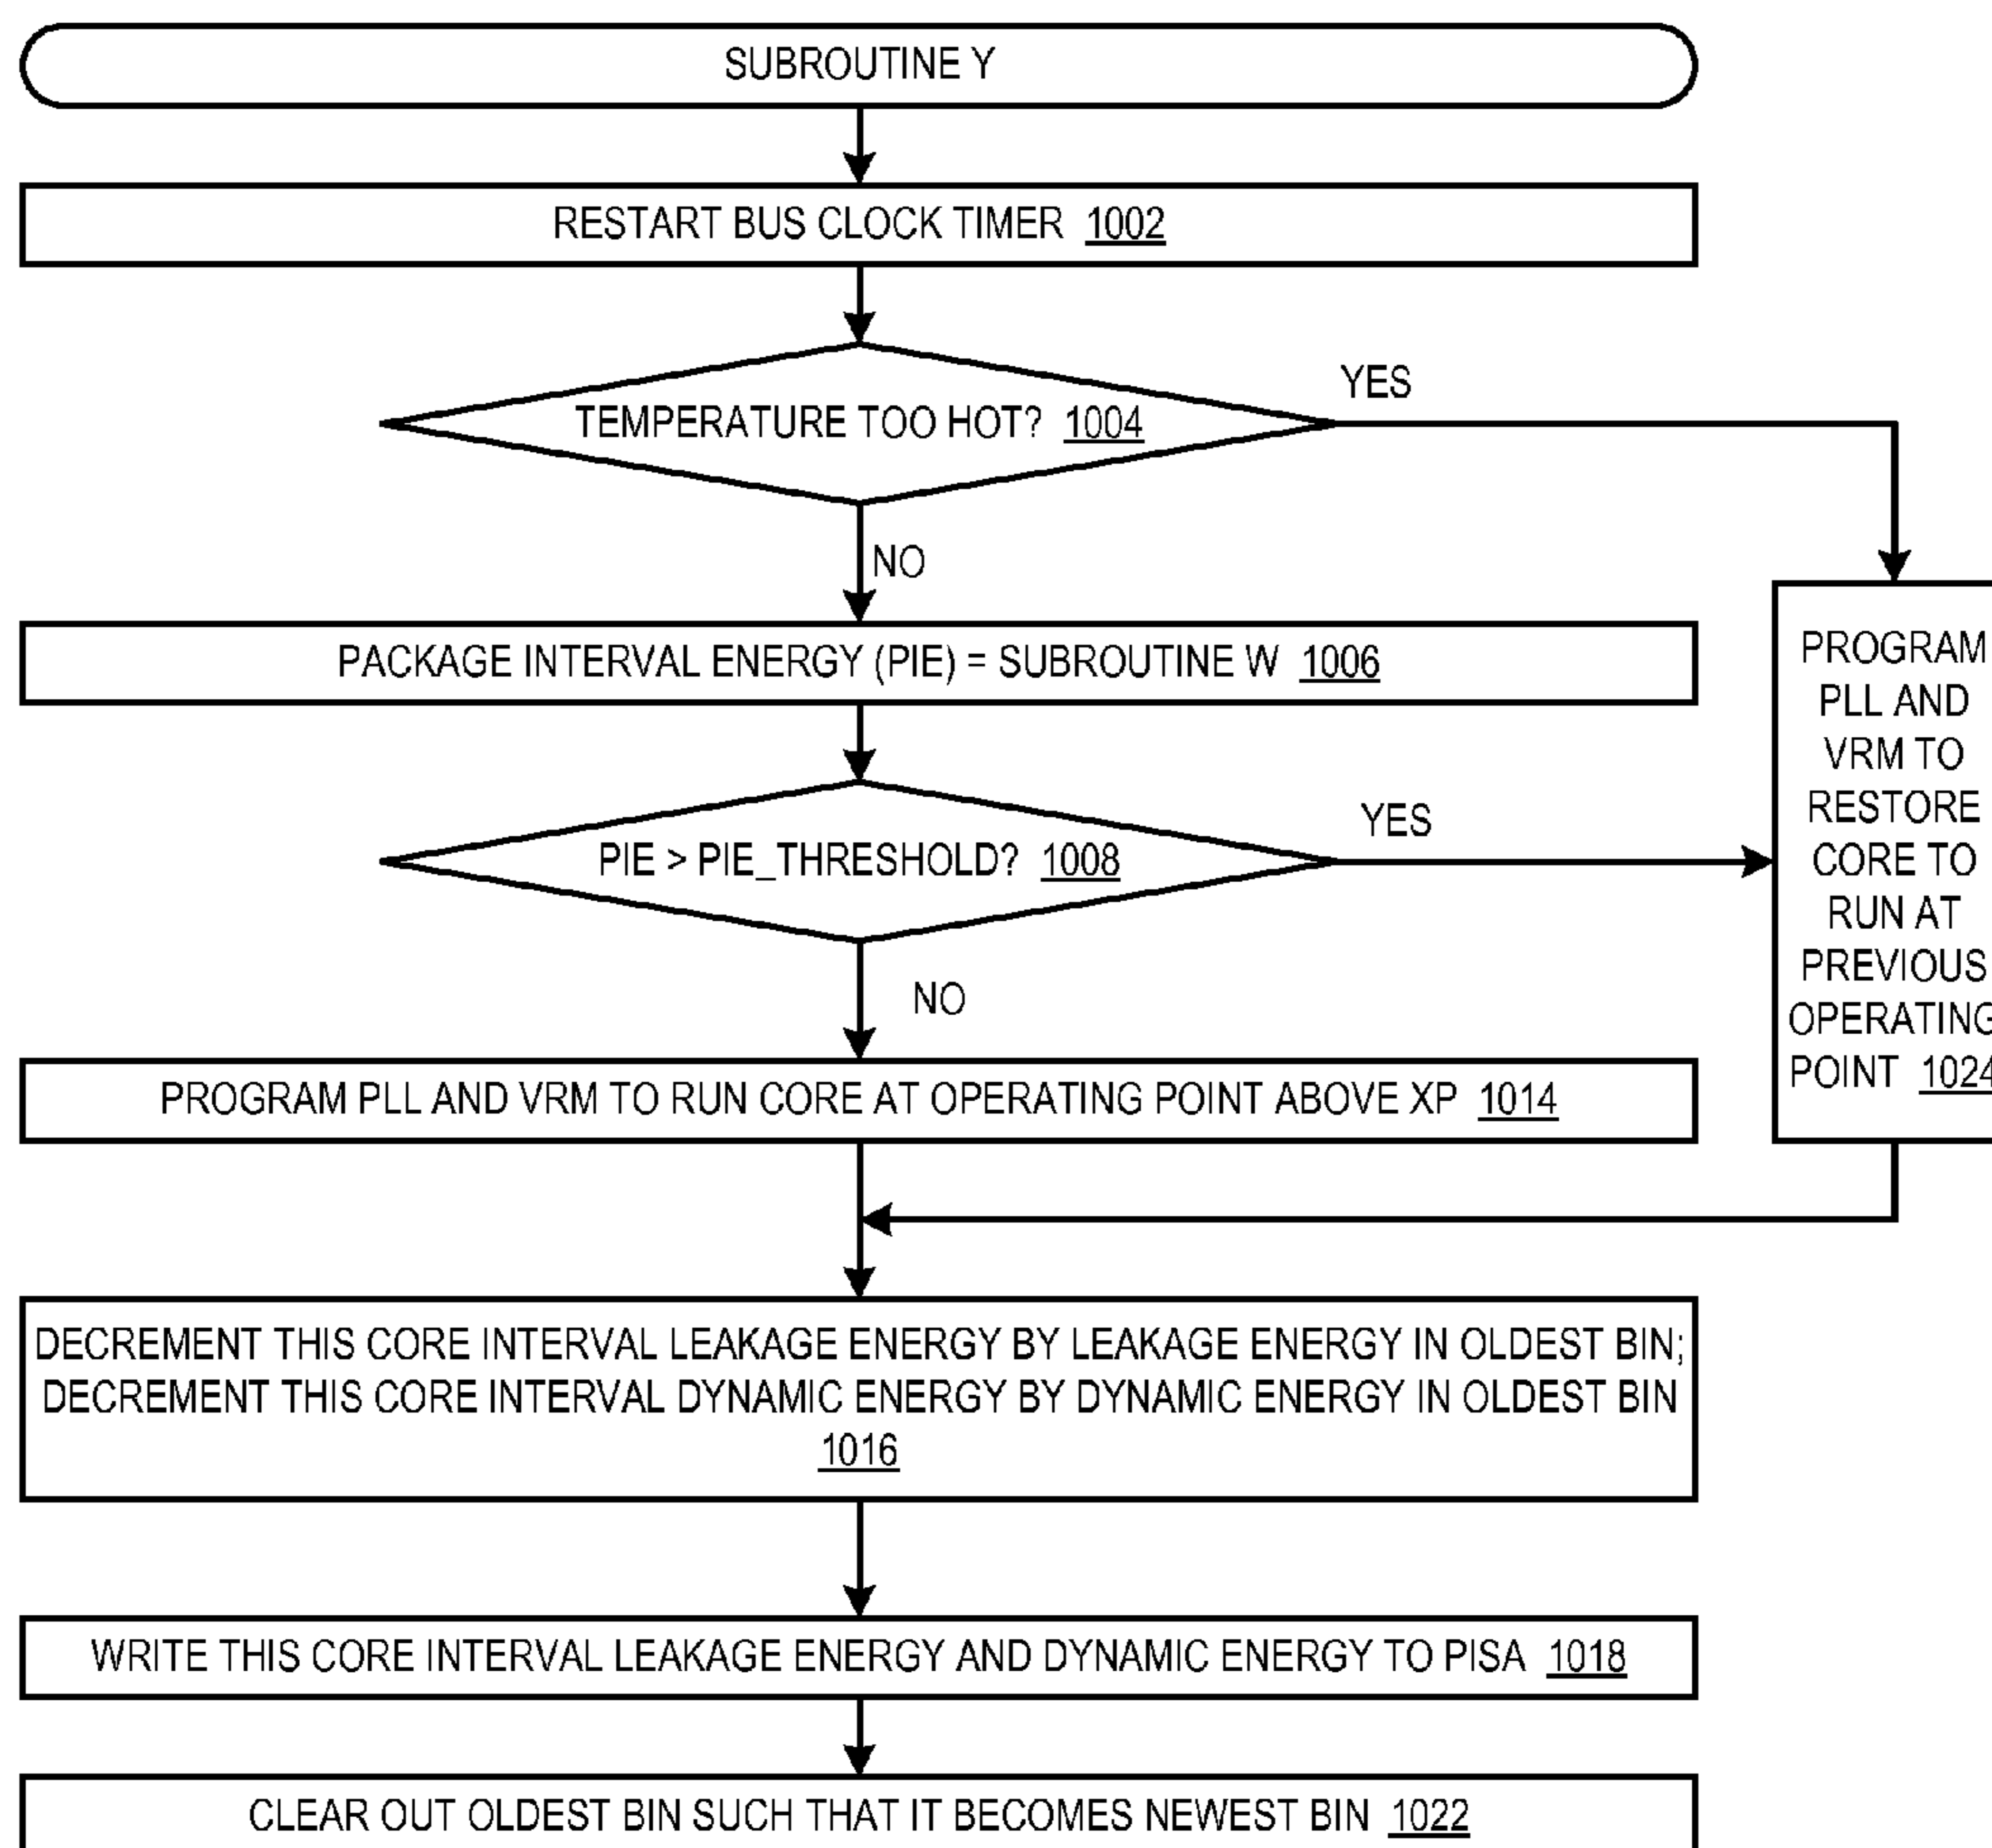 SUBROUTINE Y
RESTART BUS CLOCK TIMER 1002
TEMPERATURE TOO HOT? 1004
YES
NO
PACKAGE INTERVAL ENERGY (PIE) = SUBROUTINE W 1006
PIE > PIE_THRESHOLD? 1008
YES
NO
PROGRAM
PLL AND
VRM TO
RESTORE
CORE TO
RUN AT
PREVIOUS
OPERATING
POINT 1024
PROGRAM PLL AND VRM TO RUN CORE AT OPERATING POINT ABOVE XP 1014
DECREMENT THIS CORE INTERVAL LEAKAGE ENERGY BY LEAKAGE ENERGY IN OLDEST BIN;
DECREMENT THIS CORE INTERVAL DYNAMIC ENERGY BY DYNAMIC ENERGY IN OLDEST BIN
1016
WRITE THIS CORE INTERVAL LEAKAGE ENERGY AND DYNAMIC ENERGY TO PISA 1018
CLEAR OUT OLDEST BIN SUCH THAT IT BECOMES NEWEST BIN 1022